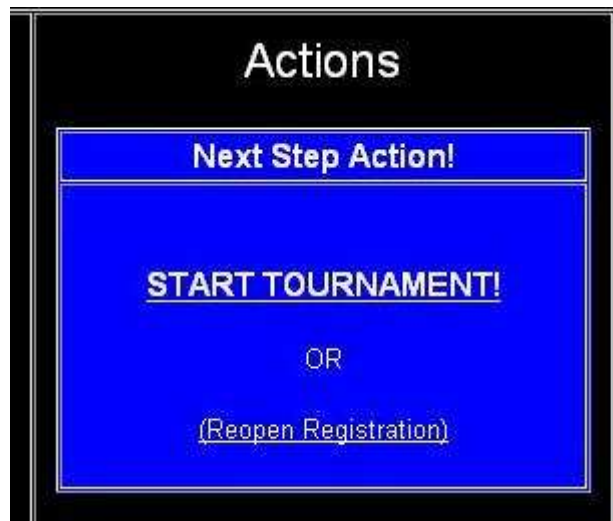 Actions
Next Step Action!
START TOURNAMENT!
OR
(Reopen Registration)